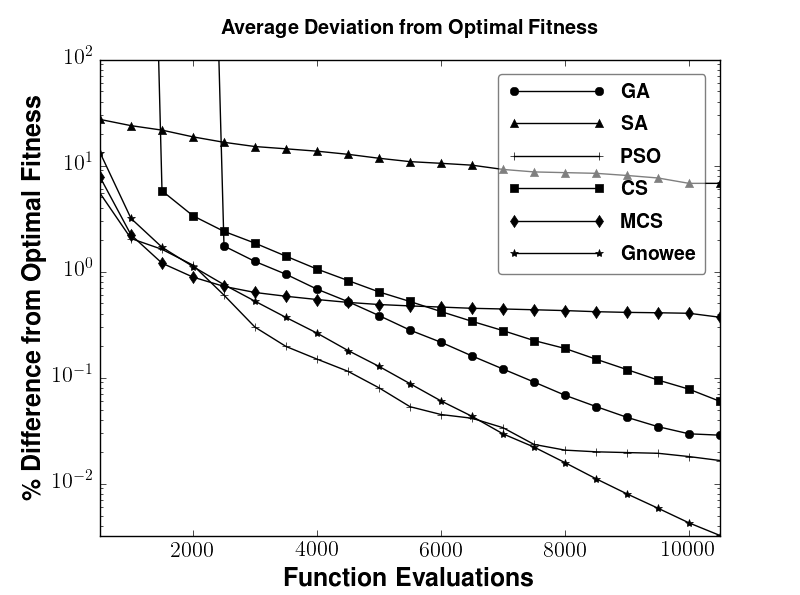 Average Deviation from Optimal Fitness
% Difference from Optimal Fitness
10²
10¹
10⁰
10⁻¹
10⁻²
GA
SA
PSO
CS
MCS
Gnowee
2000 4000 6000 8000 10000
Function Evaluations